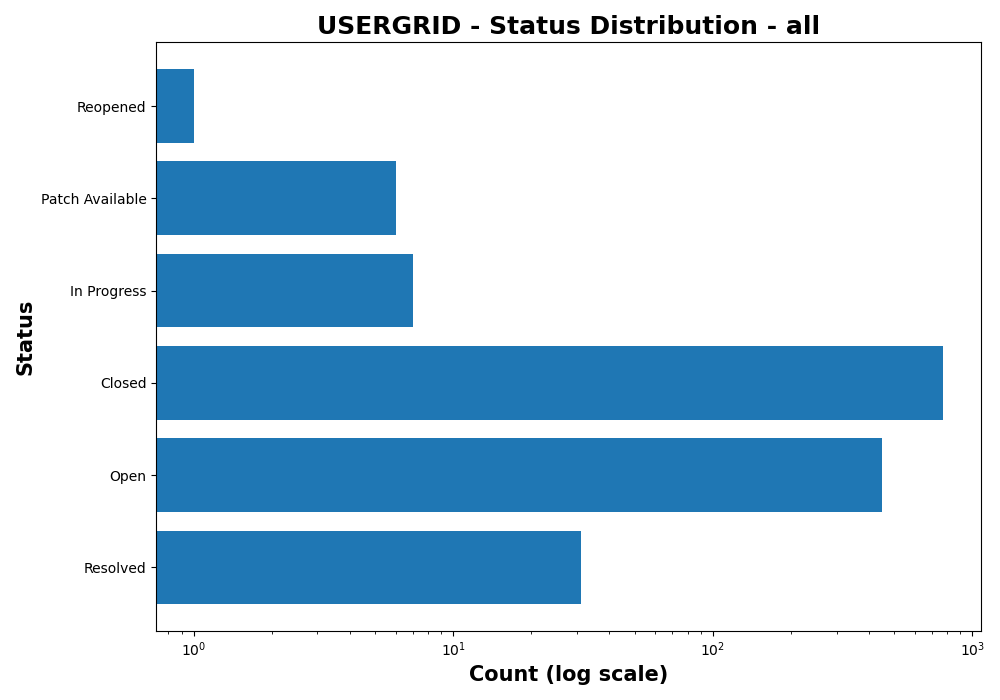 USERGRID - Status Distribution - all
Reopened
Patch Available
In Progress
Closed
Open
Resolved
Status
10⁰ 10¹ 10² 10³
Count (log scale)